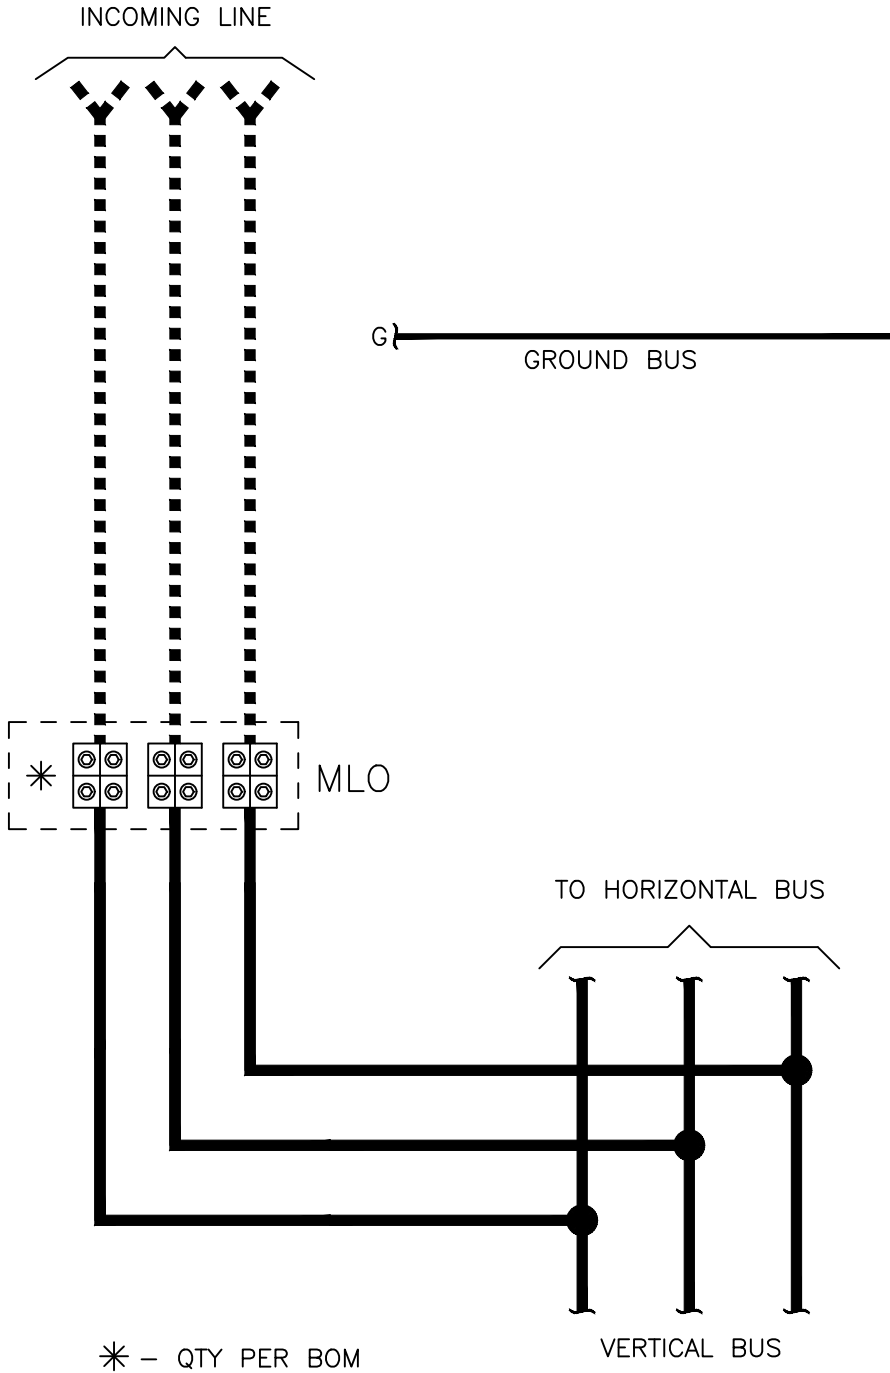 INCOMING LINE
G
GROUND BUS
* MLO
TO HORIZONTAL BUS
VERTICAL BUS
* - QTY PER BOM